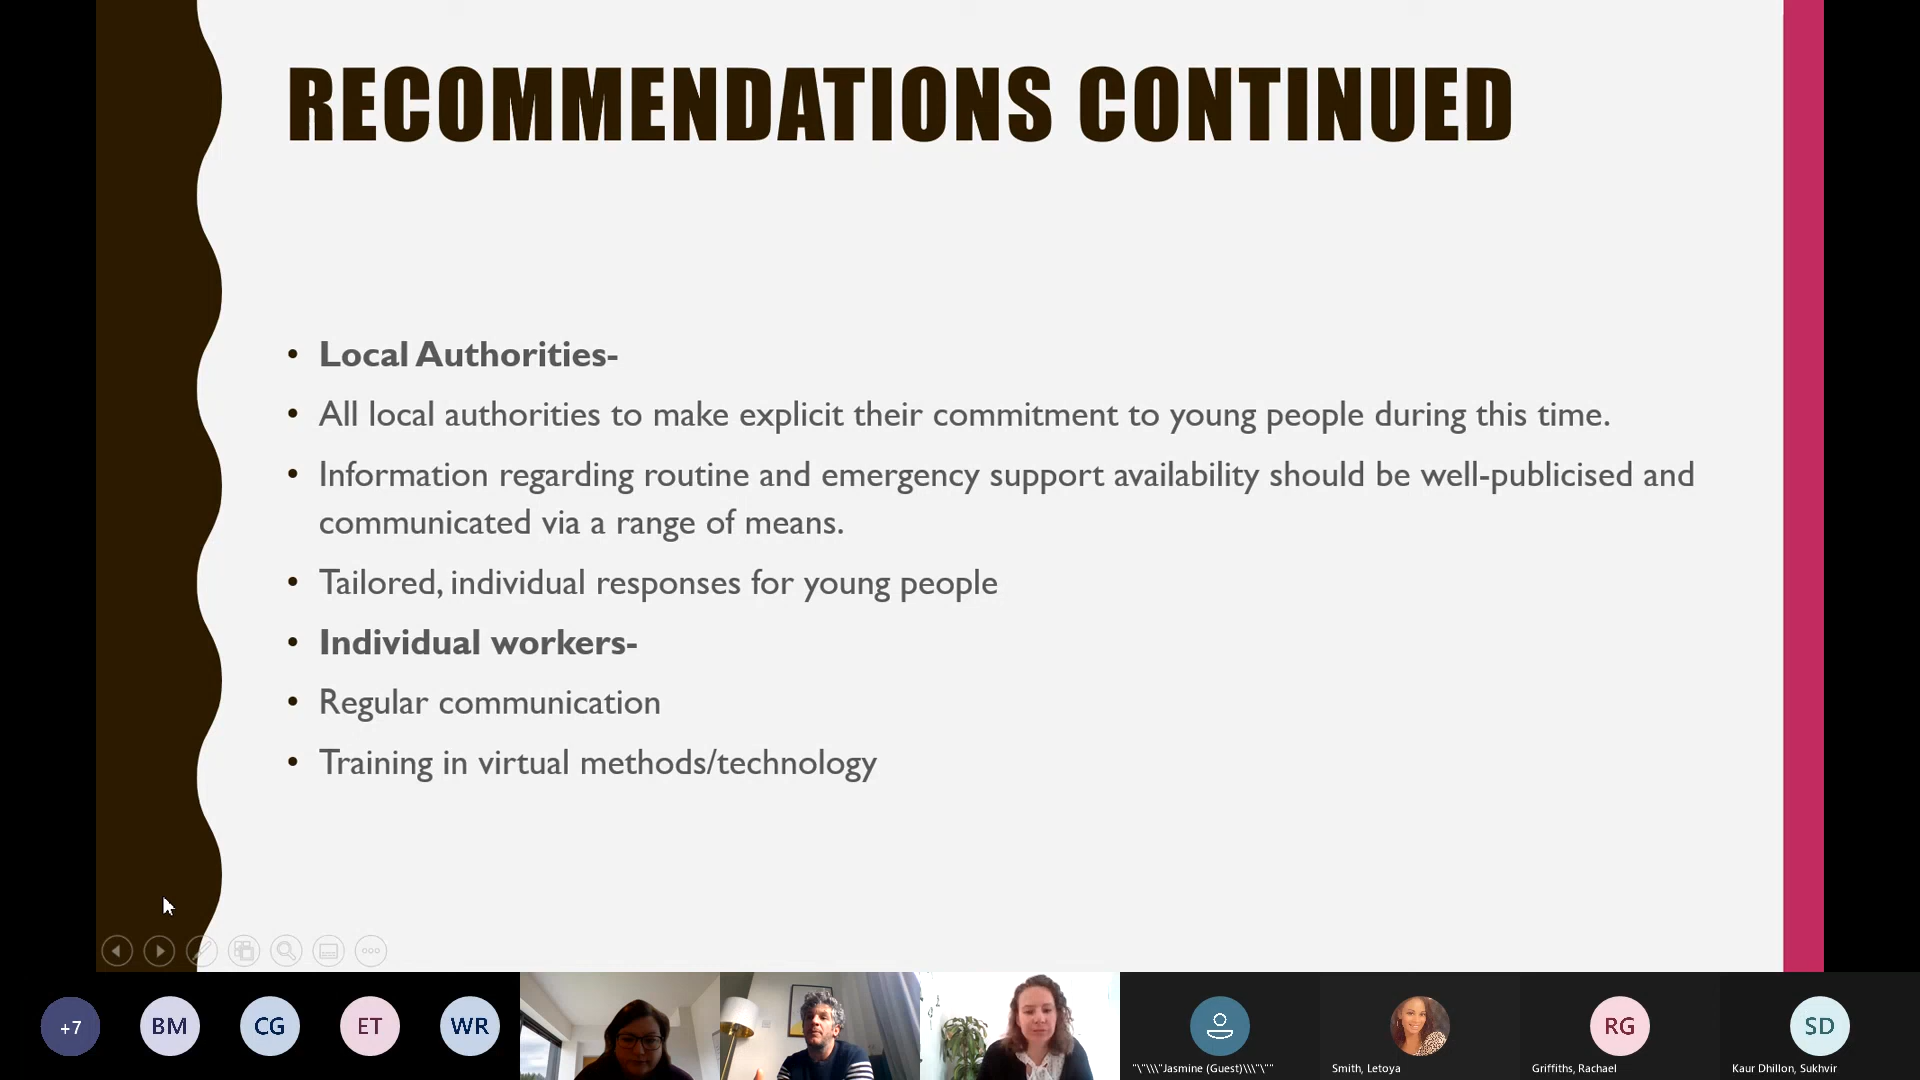 RECOMMENDATIONS CONTINUED
• Local Authorities-
• All local authorities to make explicit their commitment to young people during this time.
• Information regarding routine and emergency support availability should be well-publicised and
communicated via a range of means.
• Tailored, individual responses for young people
• Individual workers-
• Regular communication
• Training in virtual methods/technology
+7
BM
CG
ET
WR
RG
SD
"\"\\\"Jasmine (Guest)\\\"\""
Smith, Letoya
Griffiths, Rachael
Kaur Dhillon, Sukhvir